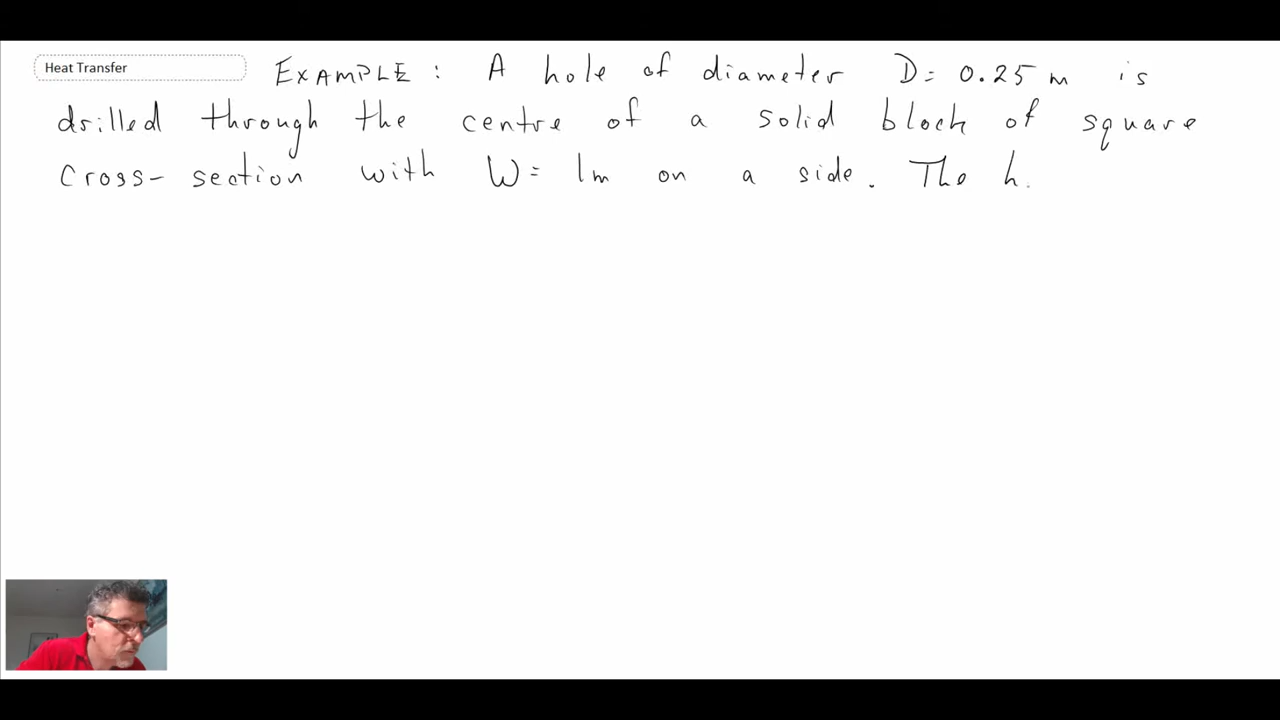 Heat Transfer
EXAMPLE : A hole of diameter D = 0.25 m is
drilled through the centre of a solid block of square
cross-section with W = 1m on a side. The h